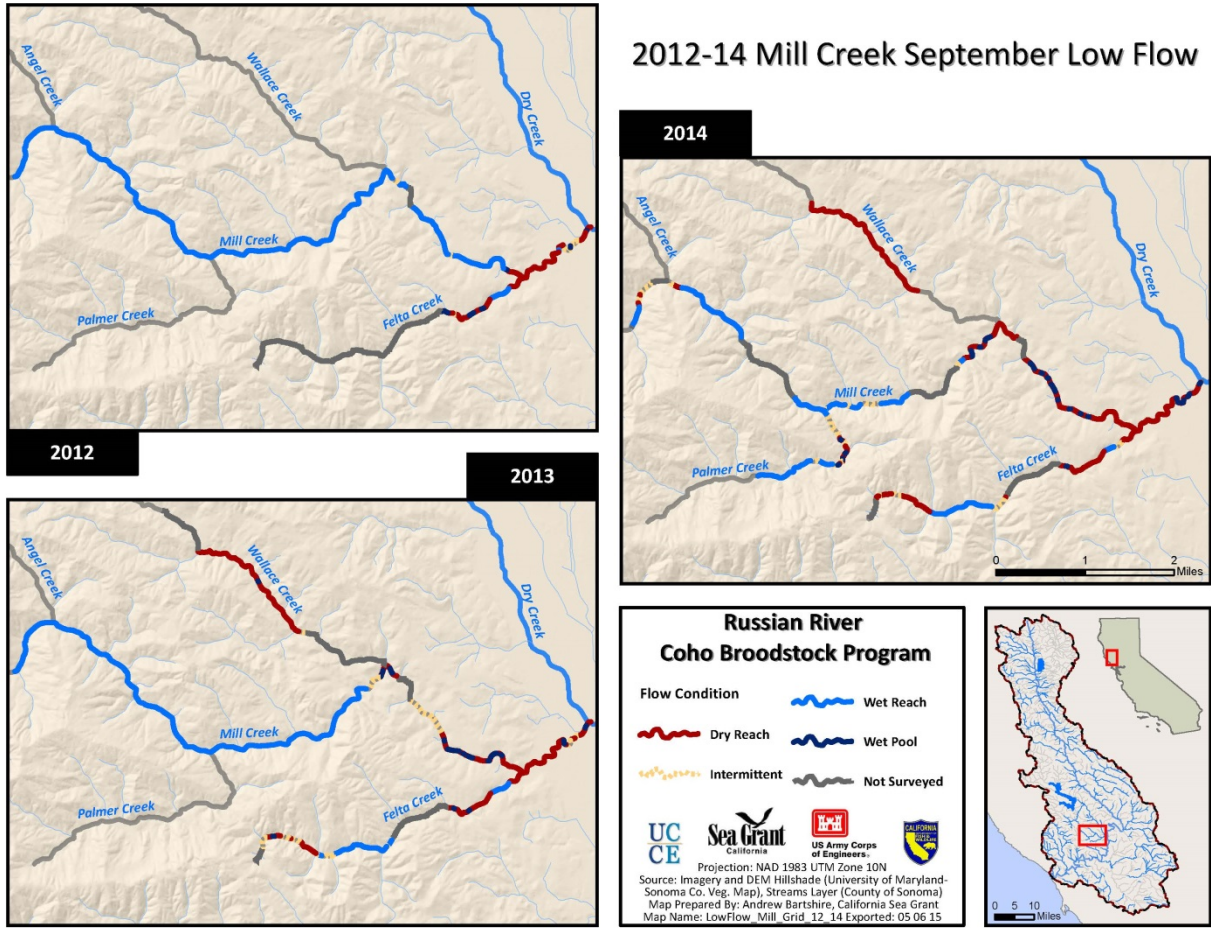 2012-14 Mill Creek September Low Flow
Angel Creek
Wallace Creek
Dry Creek
Mill Creek
Palmer Creek
Felta Creek
2012
2013
Angel Creek
Wallace Creek
Dry Creek
Mill Creek
Palmer Creek
Felta Creek
2014
Angel Creek
Wallace Creek
Dry Creek
Mill Creek
Palmer Creek
Felta Creek
0 1 2
Miles
Russian River
Coho Broodstock Program
Flow Condition
Dry Reach
Intermittent
Wet Reach
Wet Pool
Not Surveyed
UC
CE
Sea Grant
California
US Army Corps
of Engineers®
CALIFORNIA
Projection: NAD 1983 UTM Zone 10N
Source: Imagery and DEM Hillshade (University of Maryland-
Sonoma Co. Veg. Map), Streams Layer (County of Sonoma)
Map Prepared By: Andrew Bartshire, California Sea Grant
Map Name: LowFlow_Mill_Grid_12_14 Exported: 05 06 15
0 5 10
Miles